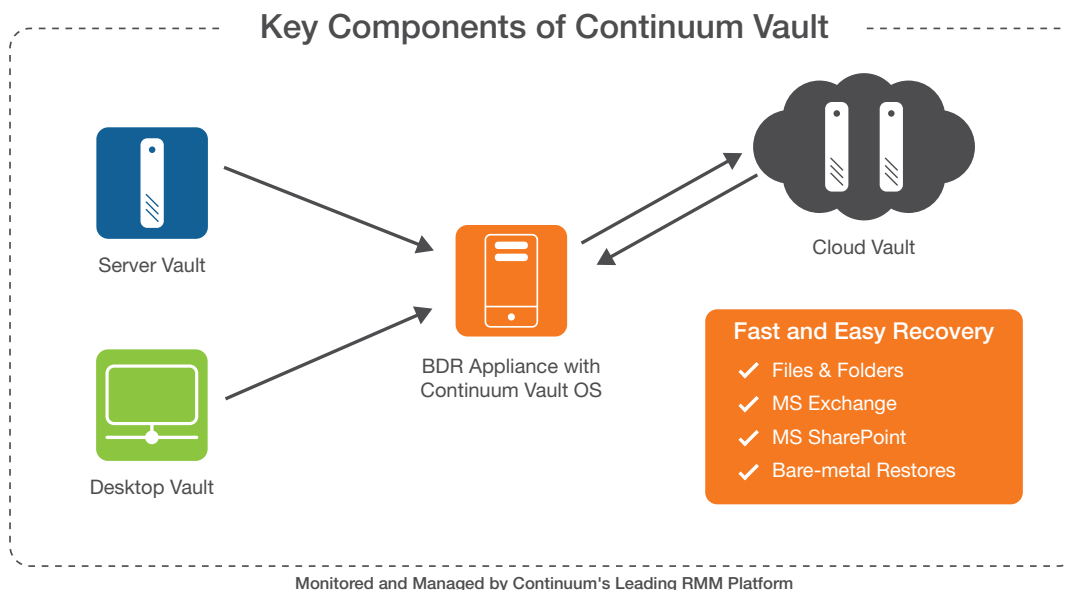 Key Components of Continuum Vault
Server Vault
Desktop Vault
BDR Appliance with
Continuum Vault OS
Cloud Vault
Fast and Easy Recovery
Files & Folders
MS Exchange
MS SharePoint
Bare-metal Restores
Monitored and Managed by Continuum's Leading RMM Platform